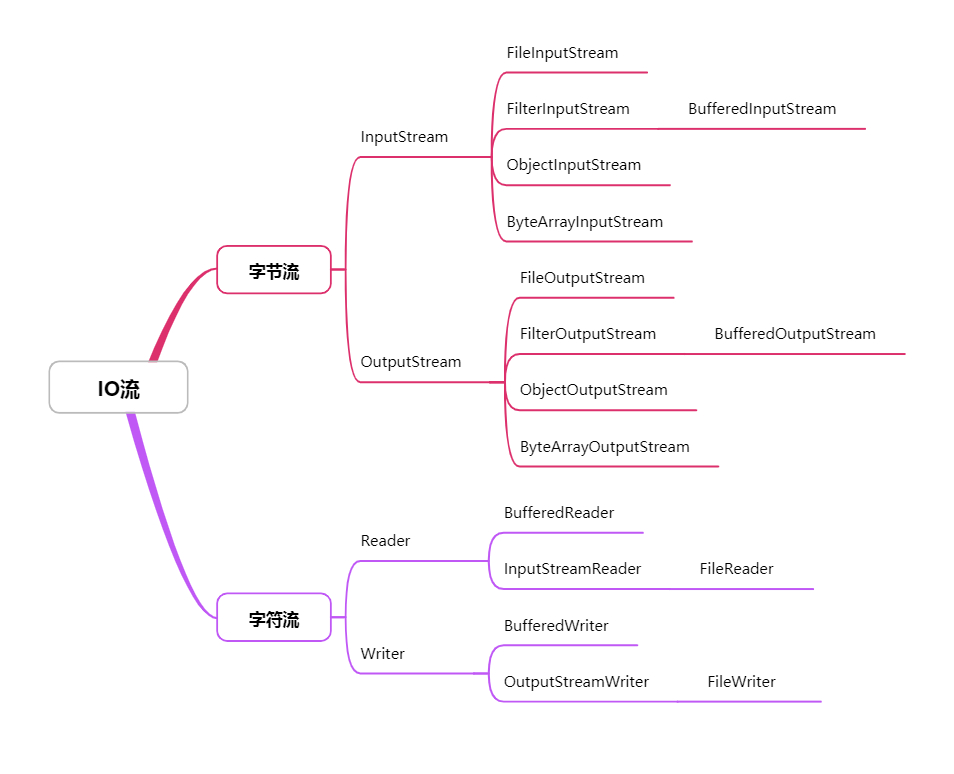 IO流
字节流
InputStream
FileInputStream
FilterInputStream
BufferedInputStream
ObjectInputStream
ByteArrayInputStream
OutputStream
FileOutputStream
FilterOutputStream
BufferedOutputStream
ObjectOutputStream
ByteArrayOutputStream
字符流
Reader
BufferedReader
InputStreamReader
FileReader
Writer
BufferedWriter
OutputStreamWriter
FileWriter